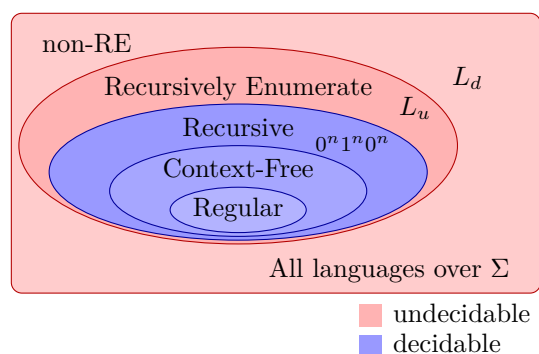 non-RE
Recursively Enumerate
L_d
L_u
Recursive
0^n1^n0^n
Context-Free
Regular
All languages over Σ
undecidable
decidable